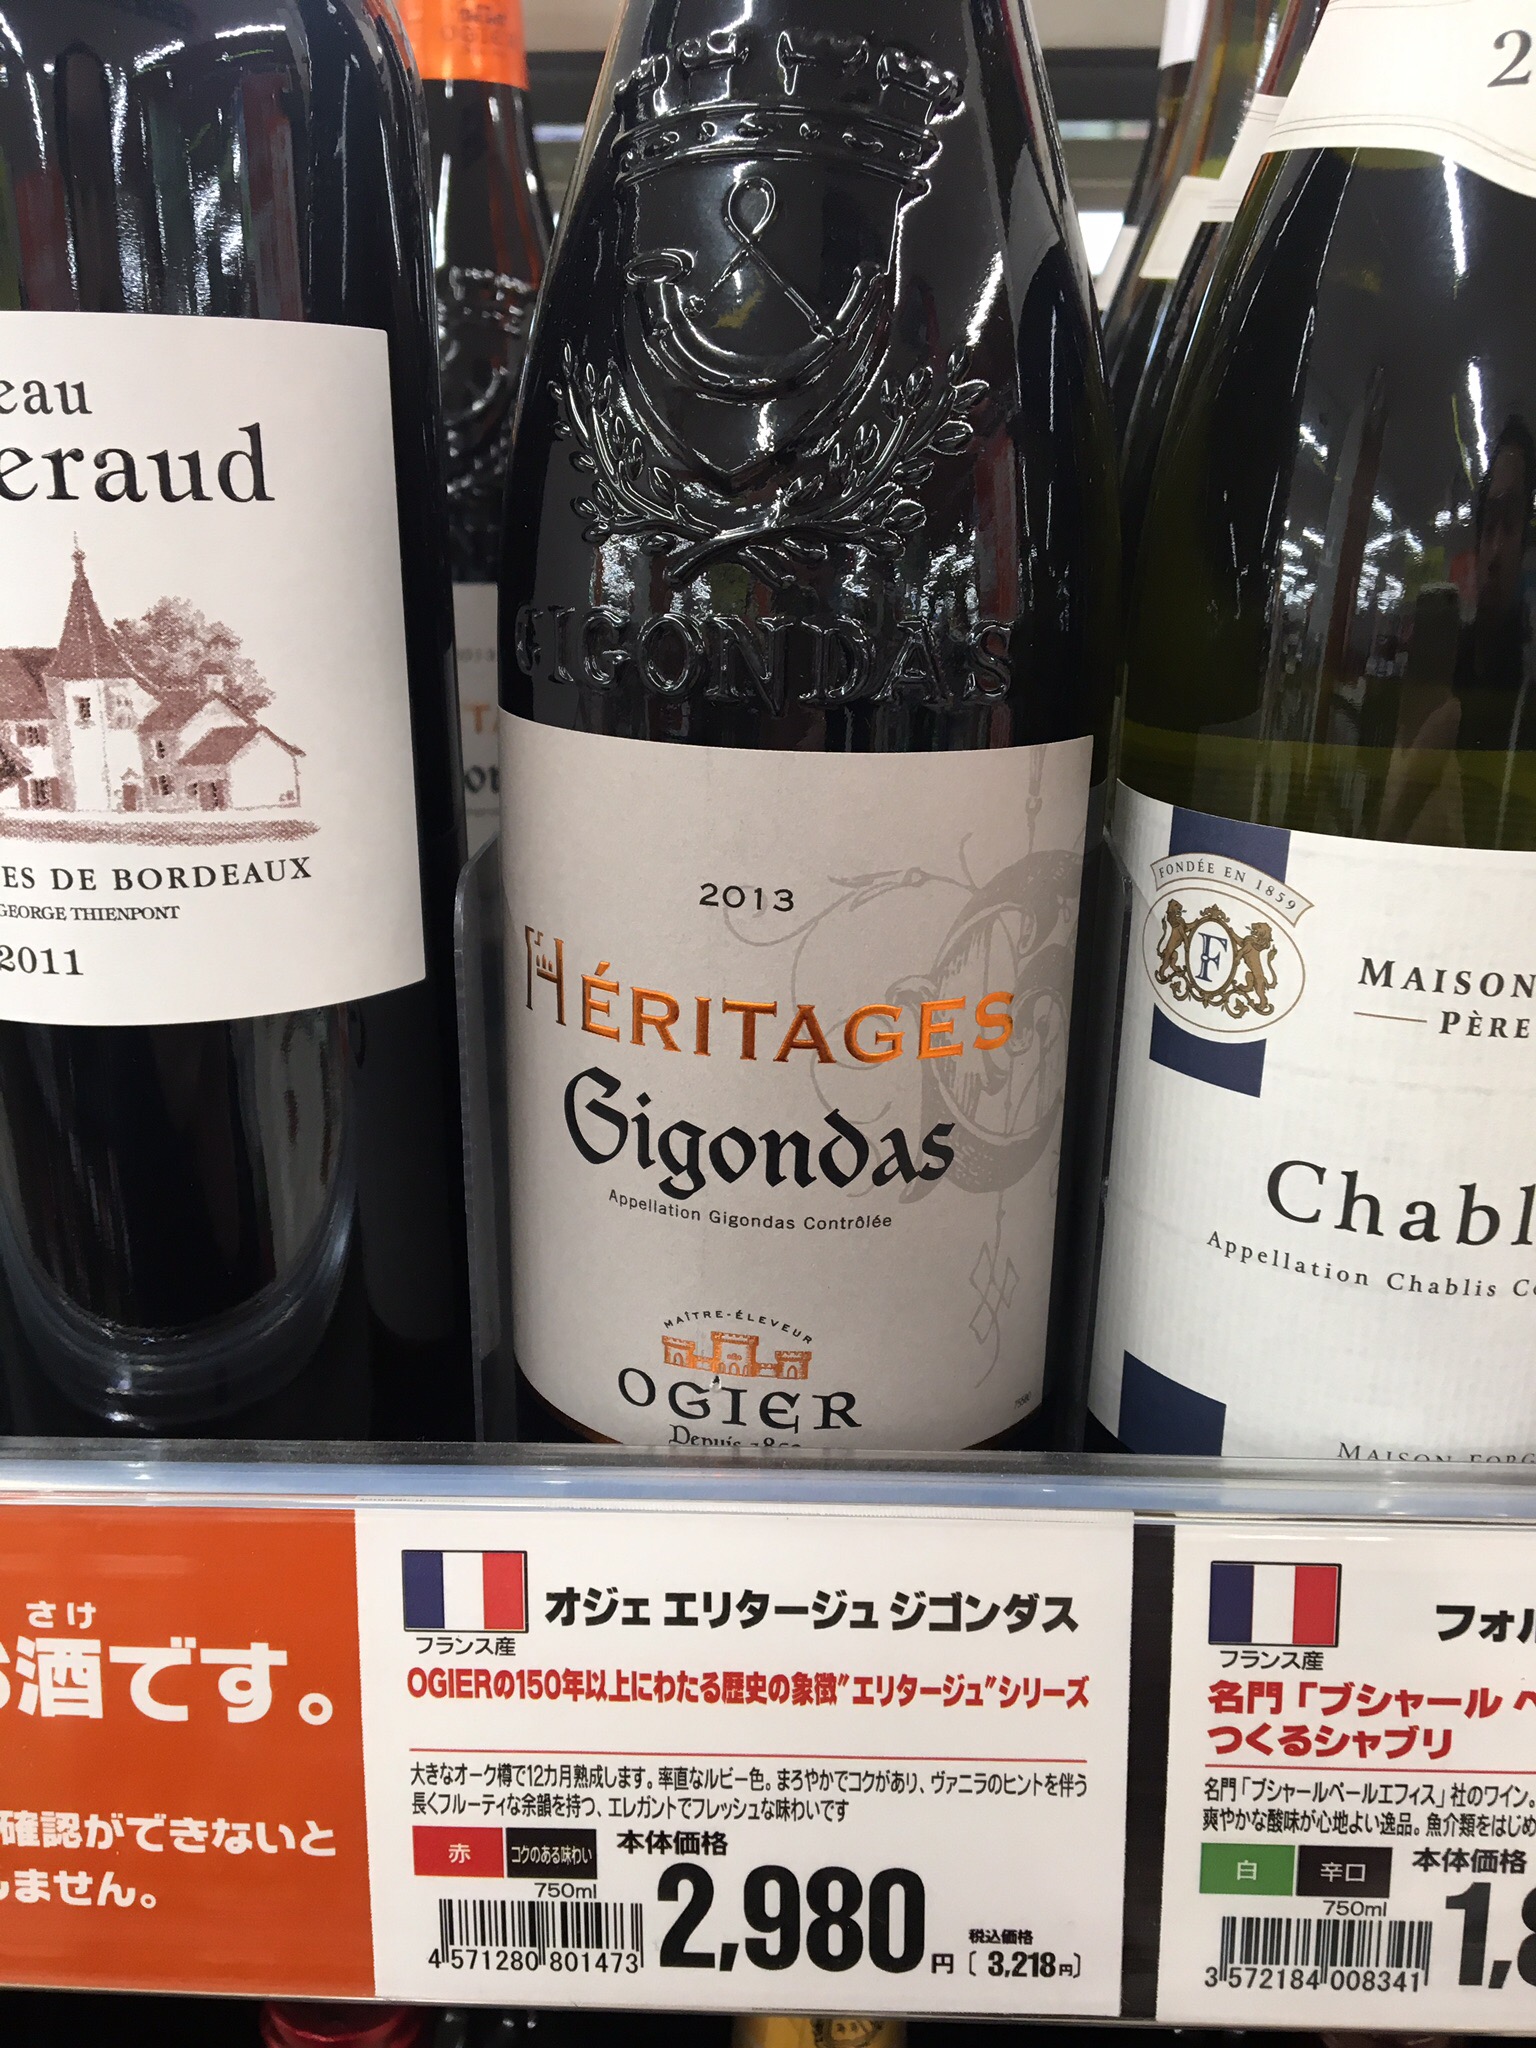 eau
eraud
ES DE BORDEAUX
GEORGE THIENPONT
2011
GIGONDAS
2013
HÉRITAGES
Gigondas
Appellation Gigondas Contrôlée
MAÎTRE-ÉLEVEUR
OGIER
Depuis
FONDÉE EN 1859
F
MAISON
PÈRE
Chabl
Appellation Chablis
MAISON
さけ
酒です。
確認ができないと
しません。
フランス産
オジェ エリタージュ ジゴンダス
OGIERの150年以上にわたる歴史の象徴"エリタージュ"シリーズ
大きなオーク樽で12カ月熟成します。率直なルビー色。まろやかでコクがあり、ヴァニラのヒントを伴う
長くフルーティな余韻を持つ、エレガントでフレッシュな味わいです
赤
コクのある味わい
本体価格
750ml
2,980円
税込価格
〔3,218円〕
4571280801473
フランス産
フォル
名門「ブシャール ペ
つくるシャブリ
名門「ブシャールペールエフィス」社のワイン。
爽やかな酸味が心地よい逸品。魚介類をはじめ
白
辛口
本体価格
750ml
1,8
3572184008341